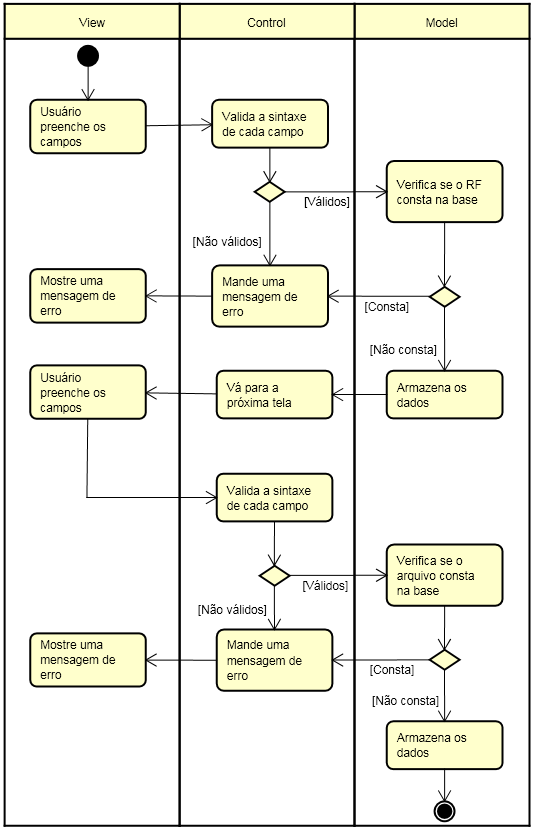 View
Control
Model
Usuário
preenche os
campos
Valida a sintaxe
de cada campo
[Válidos]
Verifica se o RF
consta na base
[Não válidos]
Mostre uma
mensagem de
erro
Mande uma
mensagem de
erro
[Consta]
[Não consta]
Usuário
preenche os
campos
Vá para a
próxima tela
Armazena os
dados
Valida a sintaxe
de cada campo
[Válidos]
Verifica se o
arquivo consta
na base
[Não válidos]
Mostre uma
mensagem de
erro
Mande uma
mensagem de
erro
[Consta]
[Não consta]
Armazena os
dados